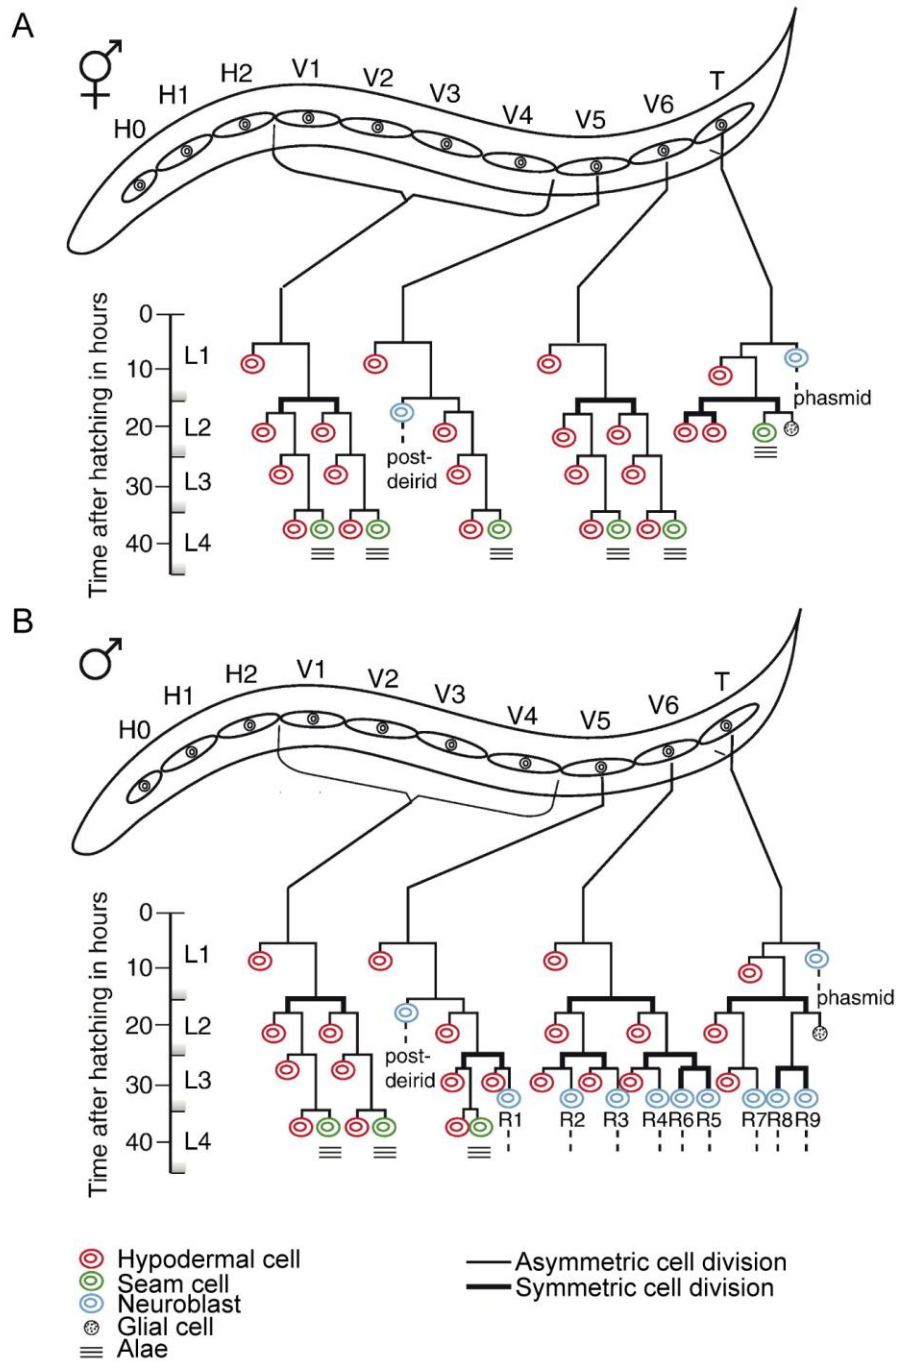 A
H0 H1 H2 V1 V2 V3 V4 V5 V6 T
Time after hatching in hours
0
10
20
30
40
L1
L2
L3
L4
post-
deirid
phasmid
B
H0 H1 H2 V1 V2 V3 V4 V5 V6 T
Time after hatching in hours
0
10
20
30
40
L1
L2
L3
L4
post-
deirid
phasmid
R1 R2 R3 R4 R6 R5 R7 R8 R9
Hypodermal cell
Seam cell
Neuroblast
Glial cell
Alae
Asymmetric cell division
Symmetric cell division